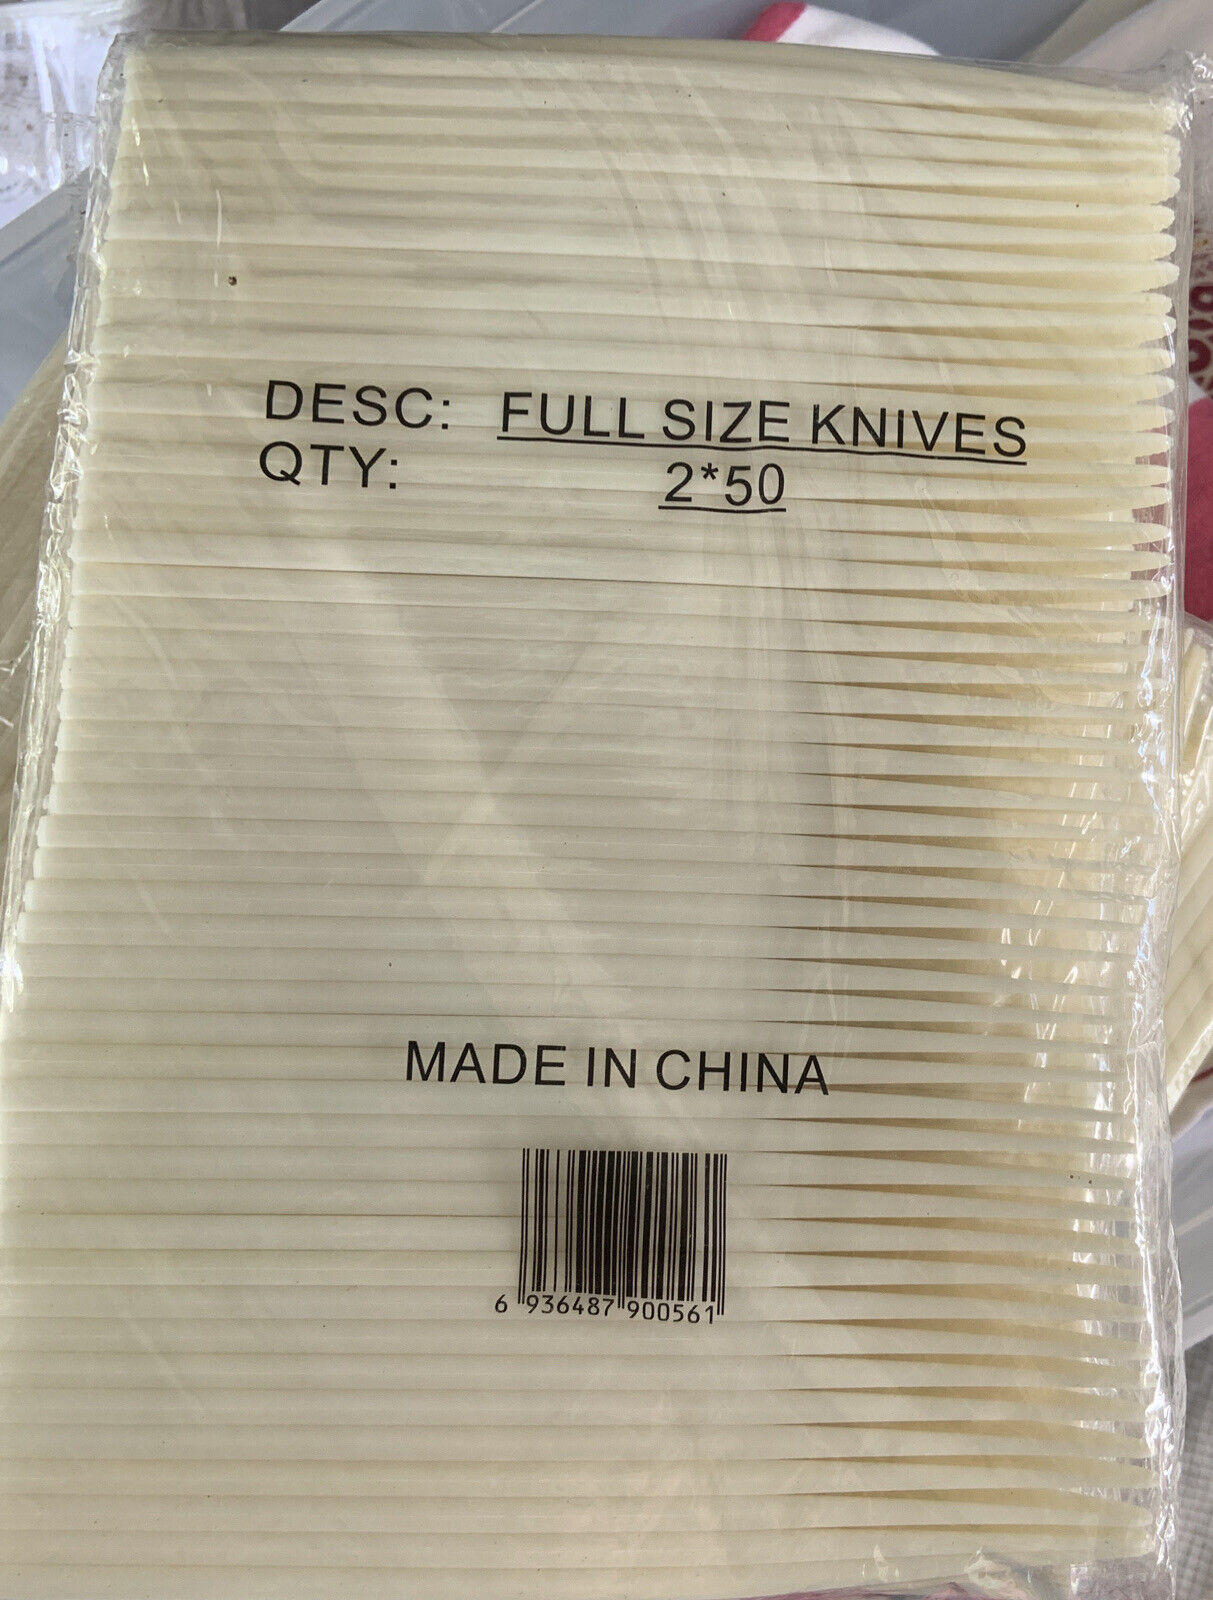 DESC: FULL SIZE KNIVES
QTY: 2*50
MADE IN CHINA
6 936487 900561